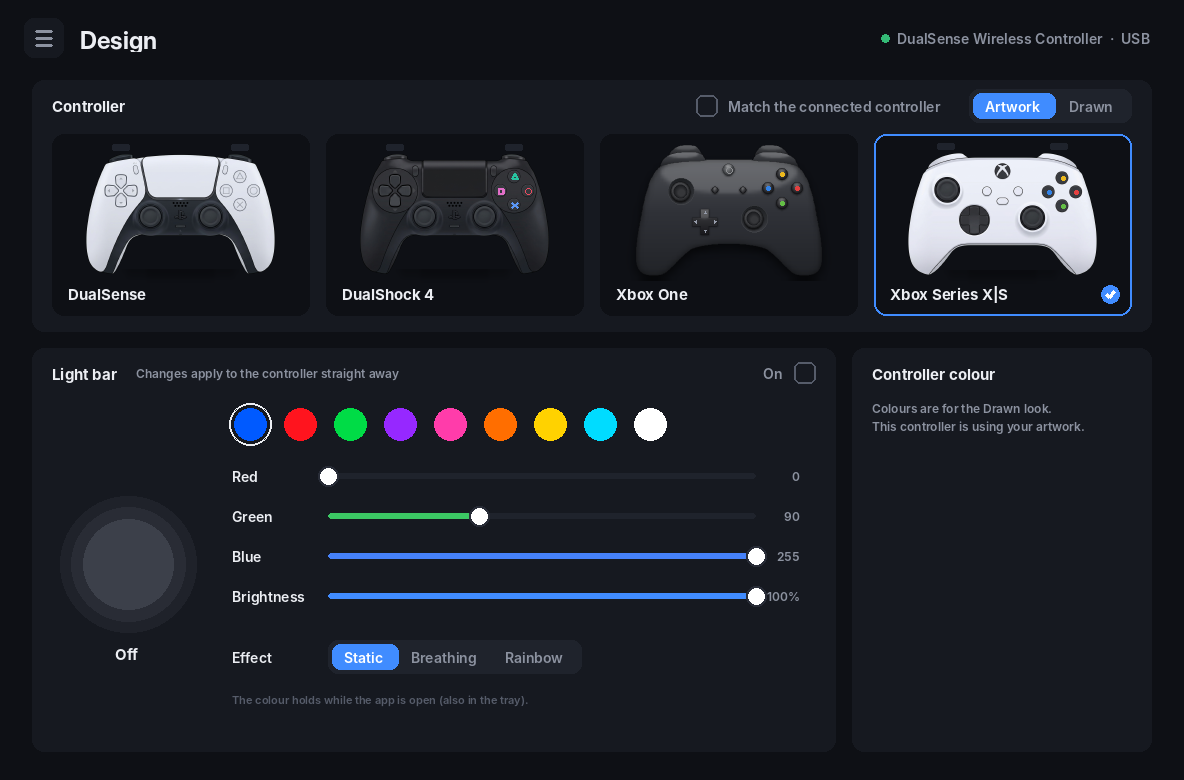 Design
DualSense Wireless Controller · USB
Controller
Match the connected controller
Artwork
Drawn
DualSense
DualShock 4
Xbox One
Xbox Series X|S
Light bar
Changes apply to the controller straight away
On
Controller colour
Colours are for the Drawn look.
This controller is using your artwork.
Red
0
Green
90
Blue
255
Brightness
100%
Off
Effect
Static
Breathing
Rainbow
The colour holds while the app is open (also in the tray).